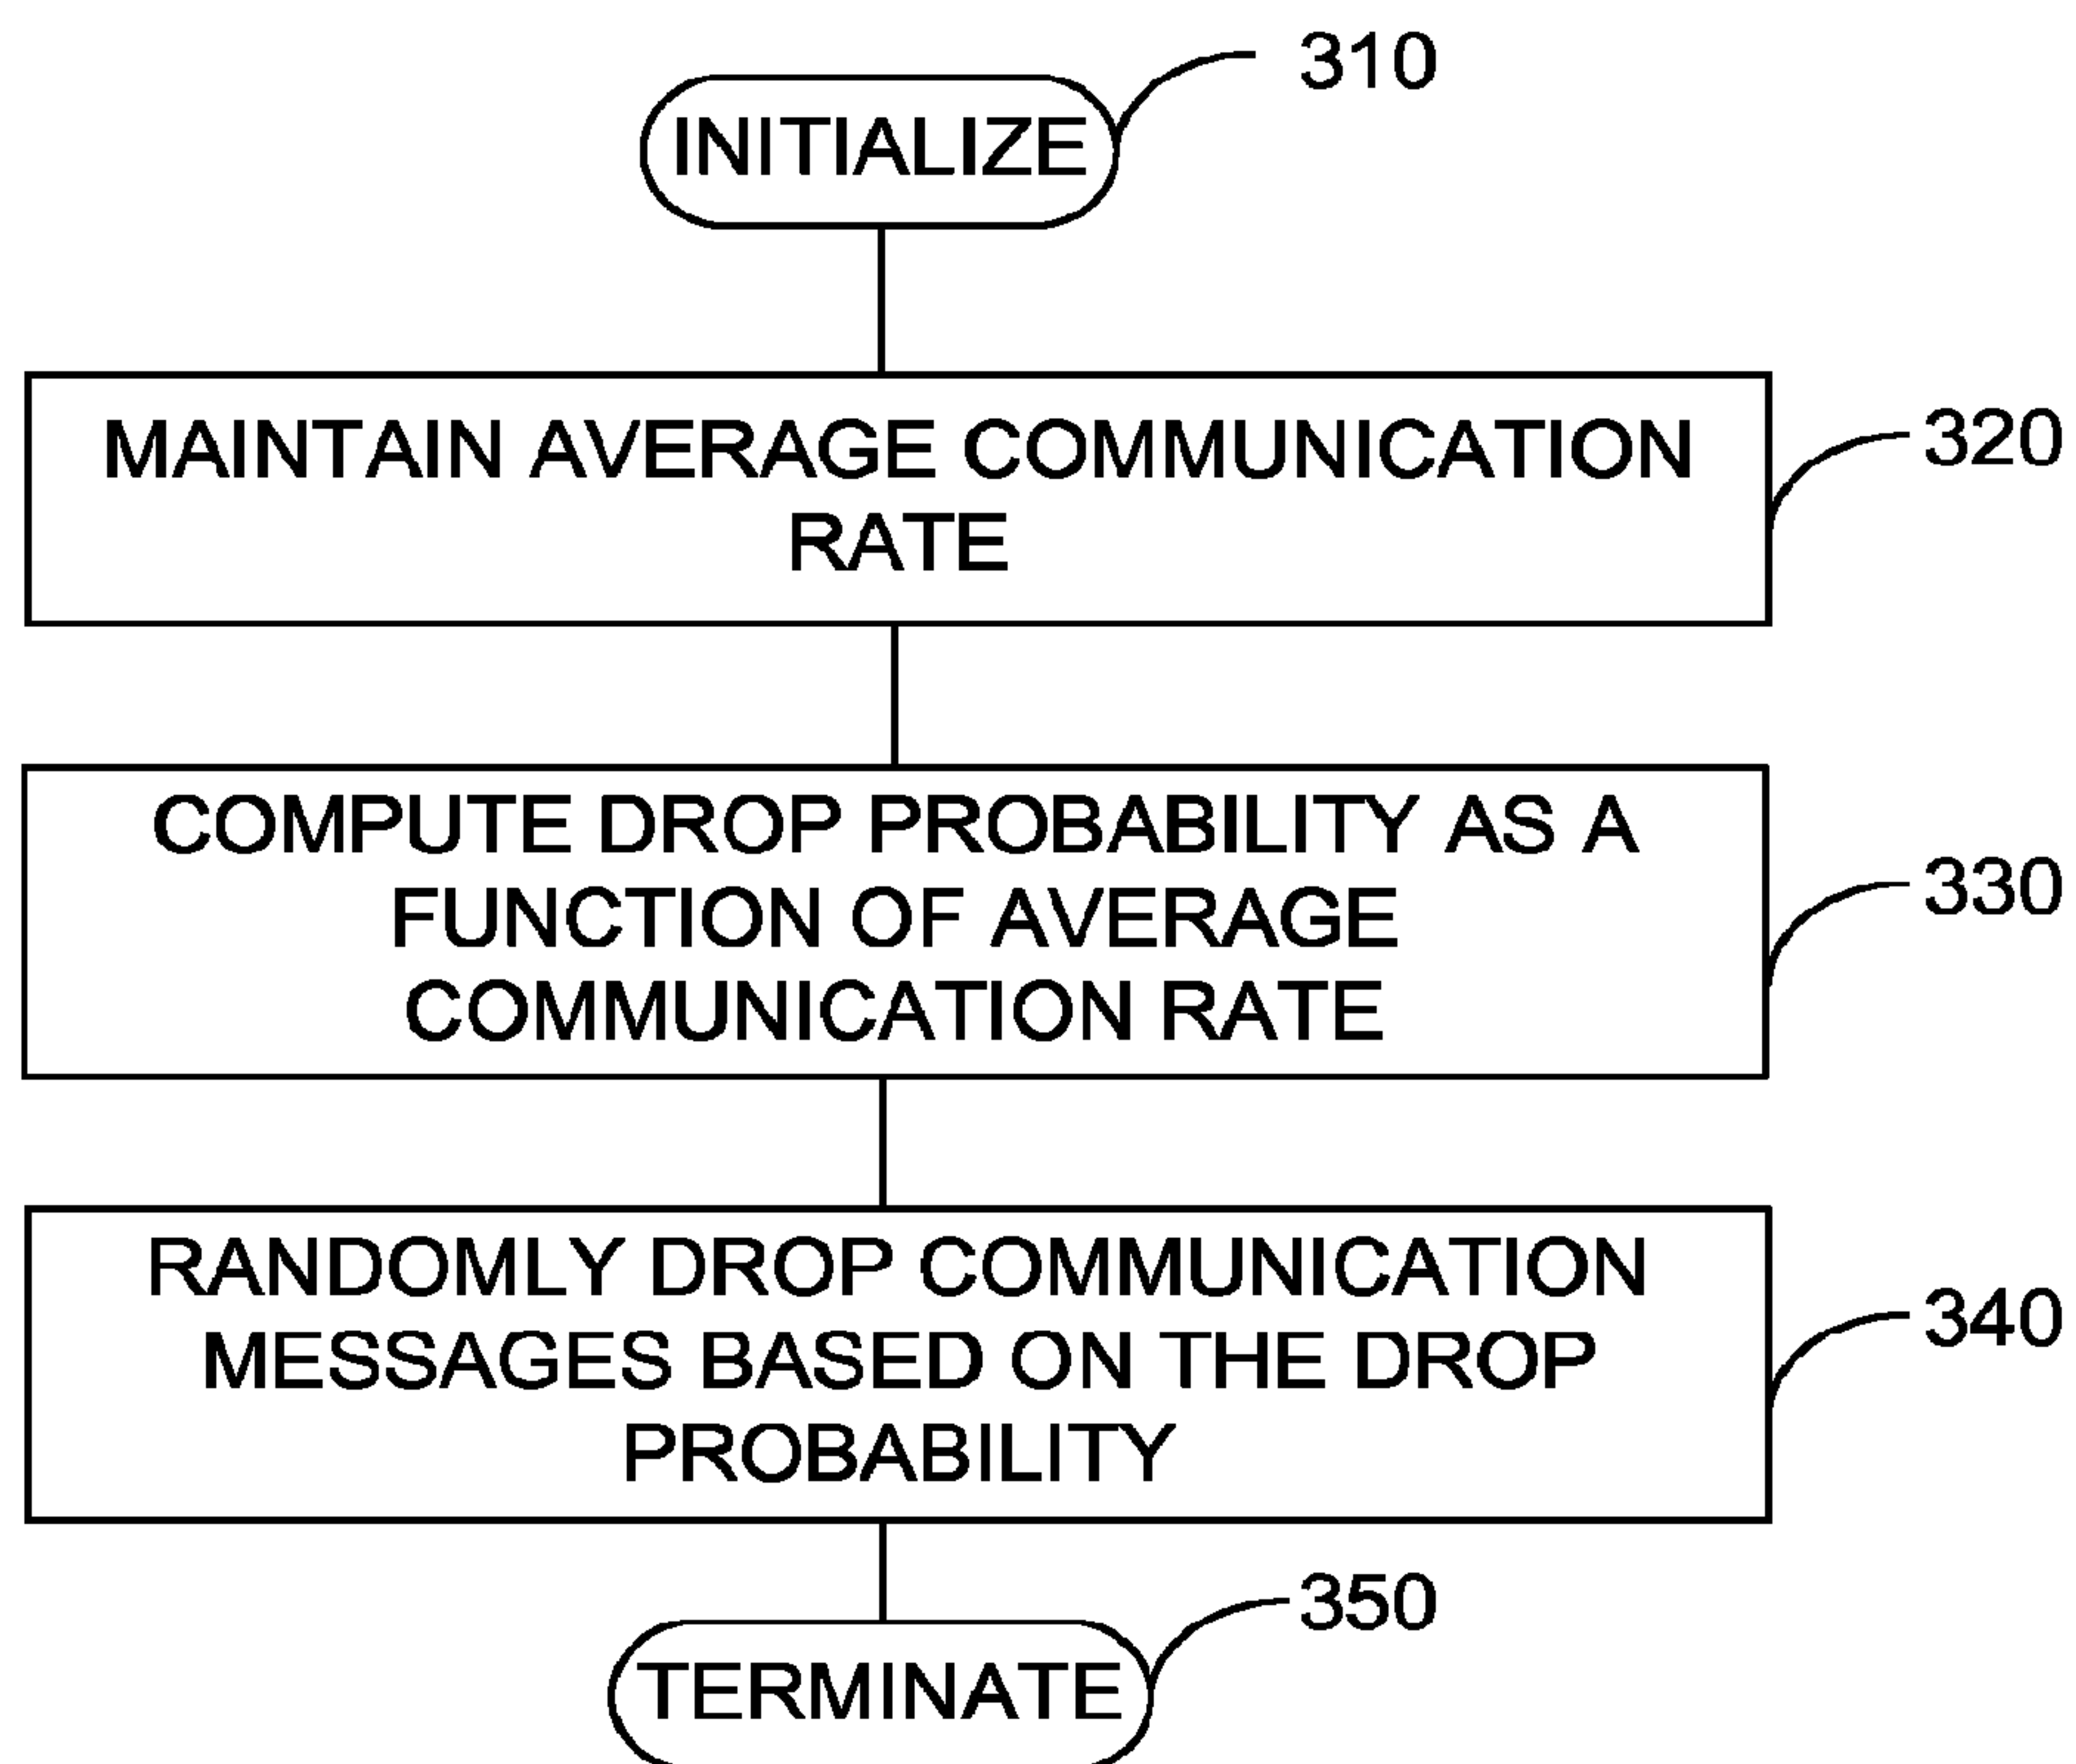 310
INITIALIZE
MAINTAIN AVERAGE COMMUNICATION
RATE
320
COMPUTE DROP PROBABILITY AS A
FUNCTION OF AVERAGE
COMMUNICATION RATE
330
RANDOMLY DROP COMMUNICATION
MESSAGES BASED ON THE DROP
PROBABILITY
340
350
TERMINATE